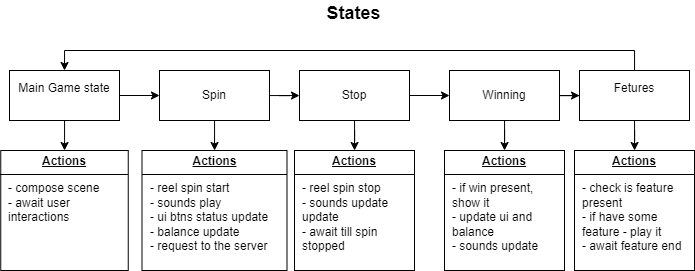 States
Main Game state
Spin
Stop
Winning
Fetures
Actions
- compose scene
- await user
interactions
Actions
- reel spin start
- sounds play
- ui btns status update
- balance update
- request to the server
Actions
- reel spin stop
- sounds update
update
- await till spin
stopped
Actions
- if win present,
show it
- update ui and
balance
- sounds update
Actions
- check is feature
present
- if have some
feature - play it
- await feature end